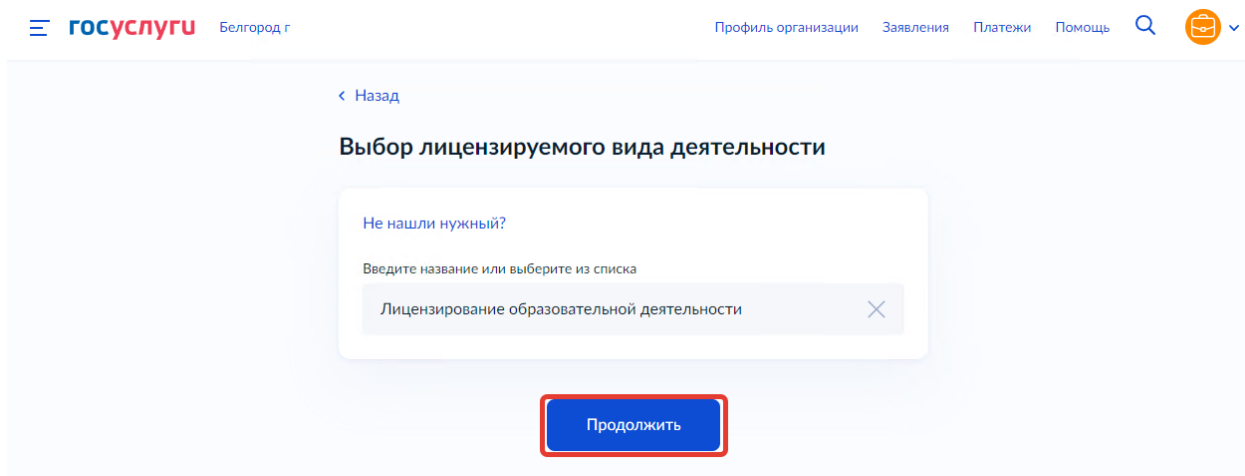 госуслуги Белгород г Профиль организации Заявления Платежи Помощь
Назад
Выбор лицензируемого вида деятельности
Не нашли нужный?
Введите название или выберите из списка
Лицензирование образовательной деятельности
Продолжить